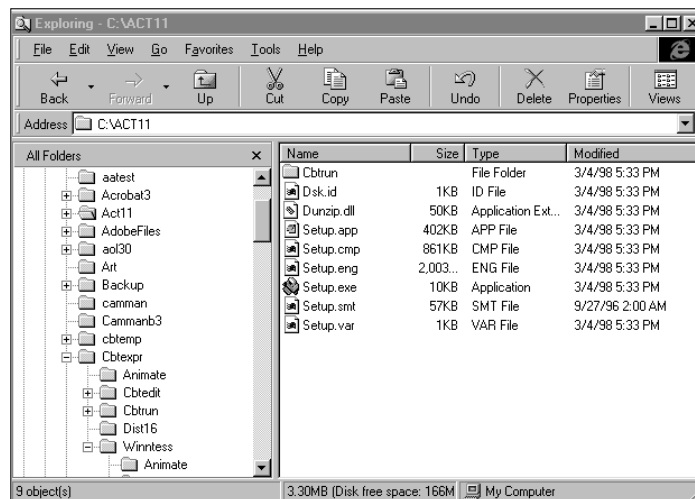 Exploring - C:\ACT11
File Edit View Go Favorites Tools Help
Back Forward Up Cut Copy Paste Undo Delete Properties Views
Address C:\ACT11
All Folders x
aatest
Acrobat3
Act11
AdobeFiles
aol30
Art
Backup
camman
Cammanb3
cbtemp
Cbtexpr
Animate
Cbtedit
Cbtrun
Dist16
Winntess
Animate
Name Size Type Modified
Cbtrun File Folder 3/4/98 5:33 PM
Dsk.id 1KB ID File 3/4/98 5:33 PM
Dunzip.dll 50KB Application Ext... 3/4/98 5:33 PM
Setup.app 402KB APP File 3/4/98 5:33 PM
Setup.cmp 861KB CMP File 3/4/98 5:33 PM
Setup.eng 2,003... ENG File 3/4/98 5:33 PM
Setup.exe 10KB Application 3/4/98 5:33 PM
Setup.smt 57KB SMT File 9/27/96 2:00 AM
Setup.var 1KB VAR File 3/4/98 5:33 PM
9 object(s) 3.30MB (Disk free space: 166M My Computer